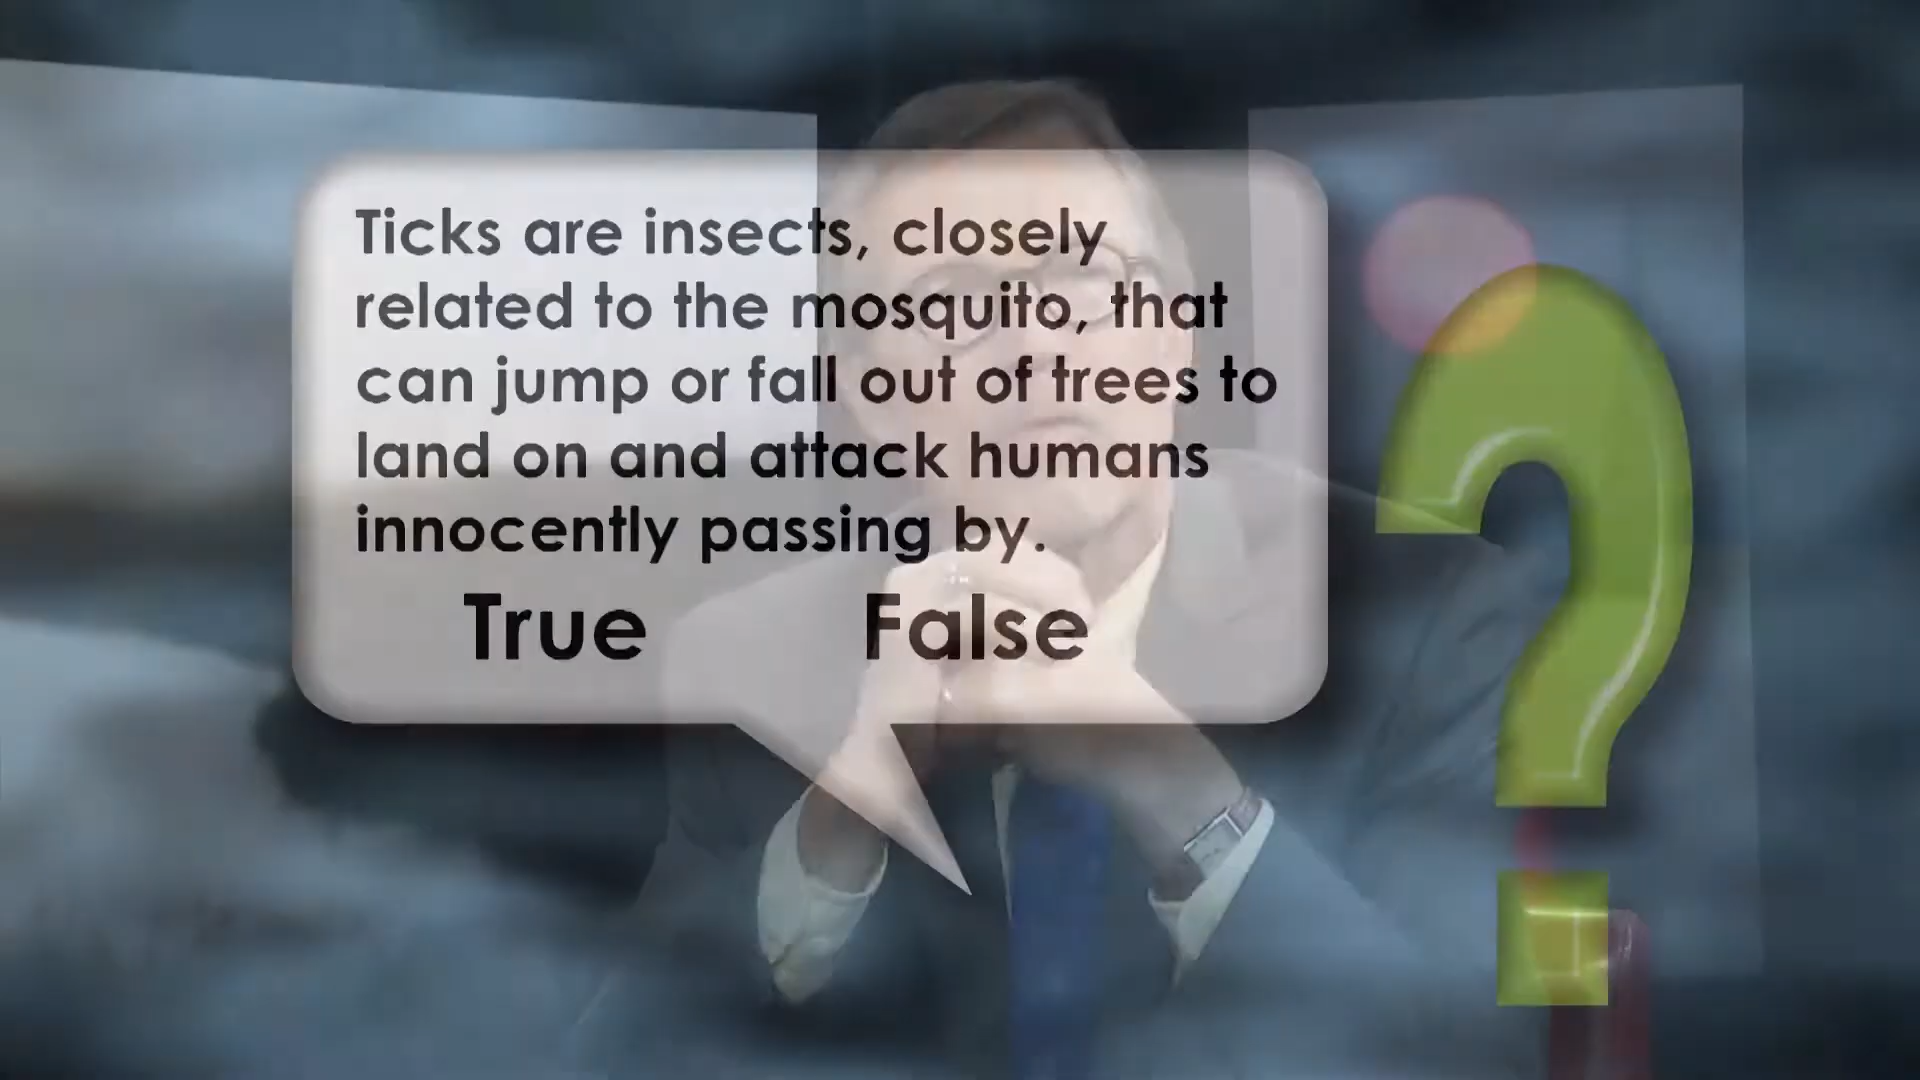 Ticks are insects, closely
related to the mosquito, that
can jump or fall out of trees to
land on and attack humans
innocently passing by.
True False